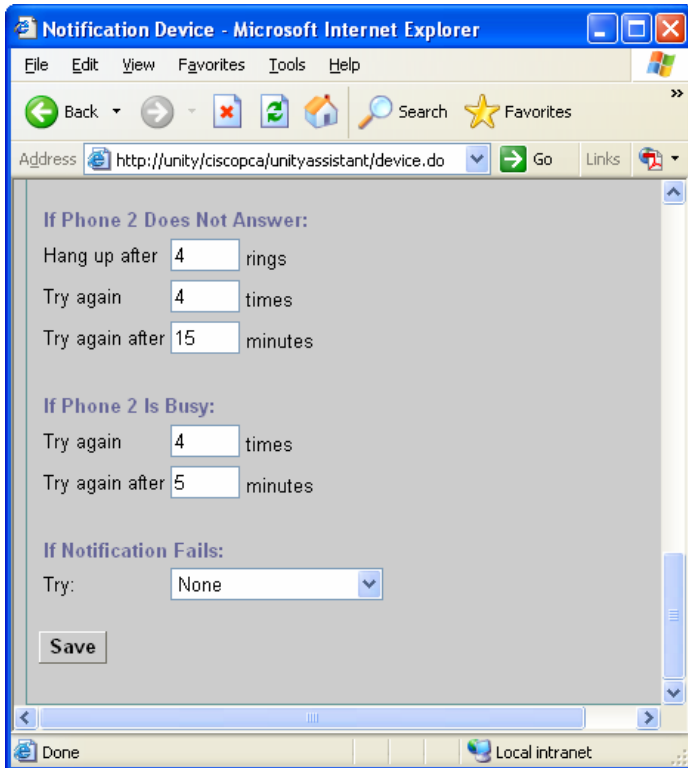 Notification Device - Microsoft Internet Explorer
File Edit View Favorites Tools Help
Back Search Favorites »
Address http://unity/ciscopca/unityassistant/device.do Go Links
If Phone 2 Does Not Answer:
Hang up after 4 rings
Try again 4 times
Try again after 15 minutes
If Phone 2 Is Busy:
Try again 4 times
Try again after 5 minutes
If Notification Fails:
Try: None
Save
Done Local intranet